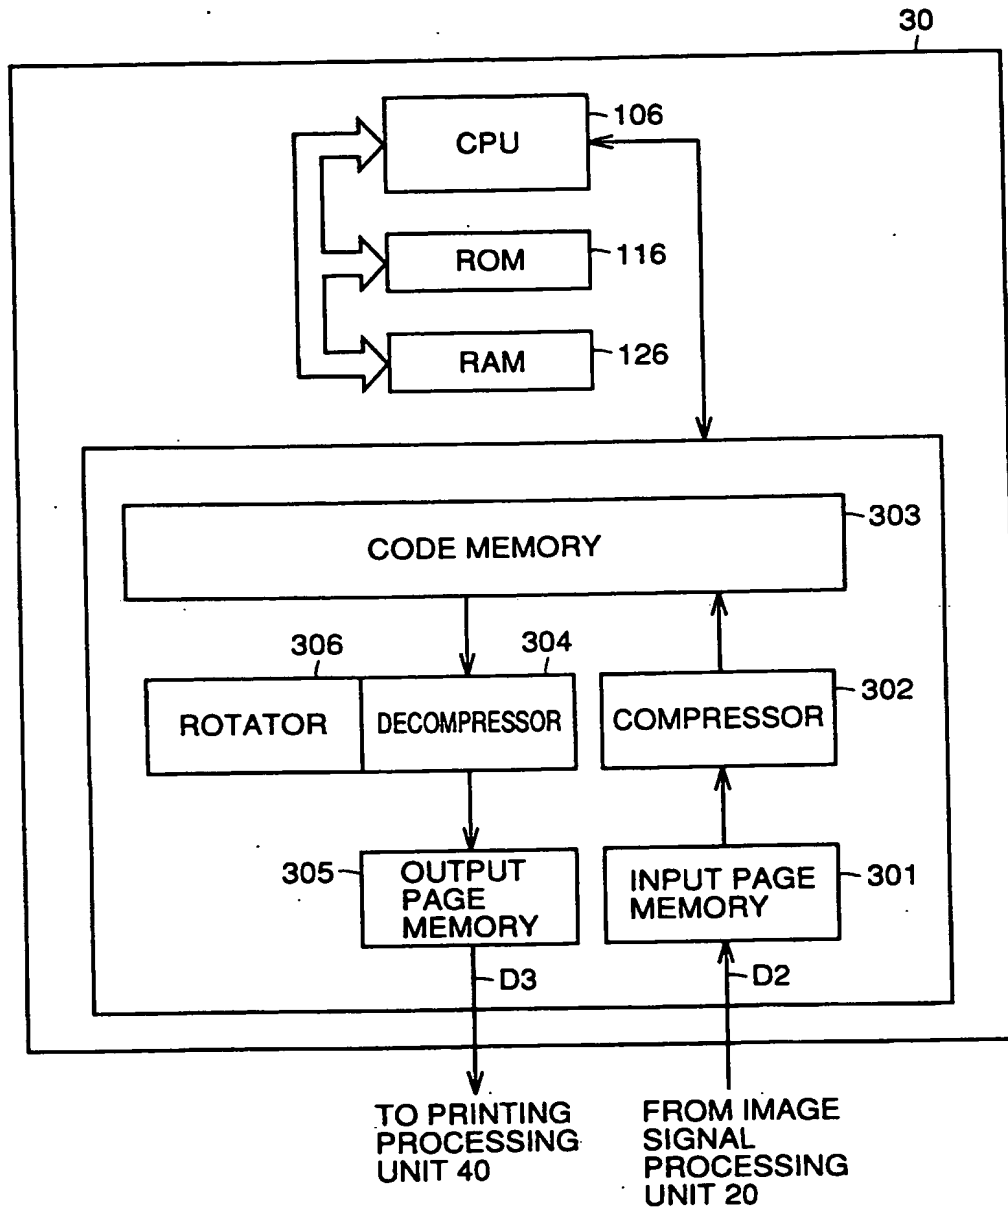 30
106
CPU
ROM
116
RAM
126
303
CODE MEMORY
306
304
302
ROTATOR
DECOMPRESSOR
COMPRESSOR
305
OUTPUT
PAGE
MEMORY
INPUT PAGE
MEMORY
301
D3
D2
TO PRINTING
PROCESSING
UNIT 40
FROM IMAGE
SIGNAL
PROCESSING
UNIT 20